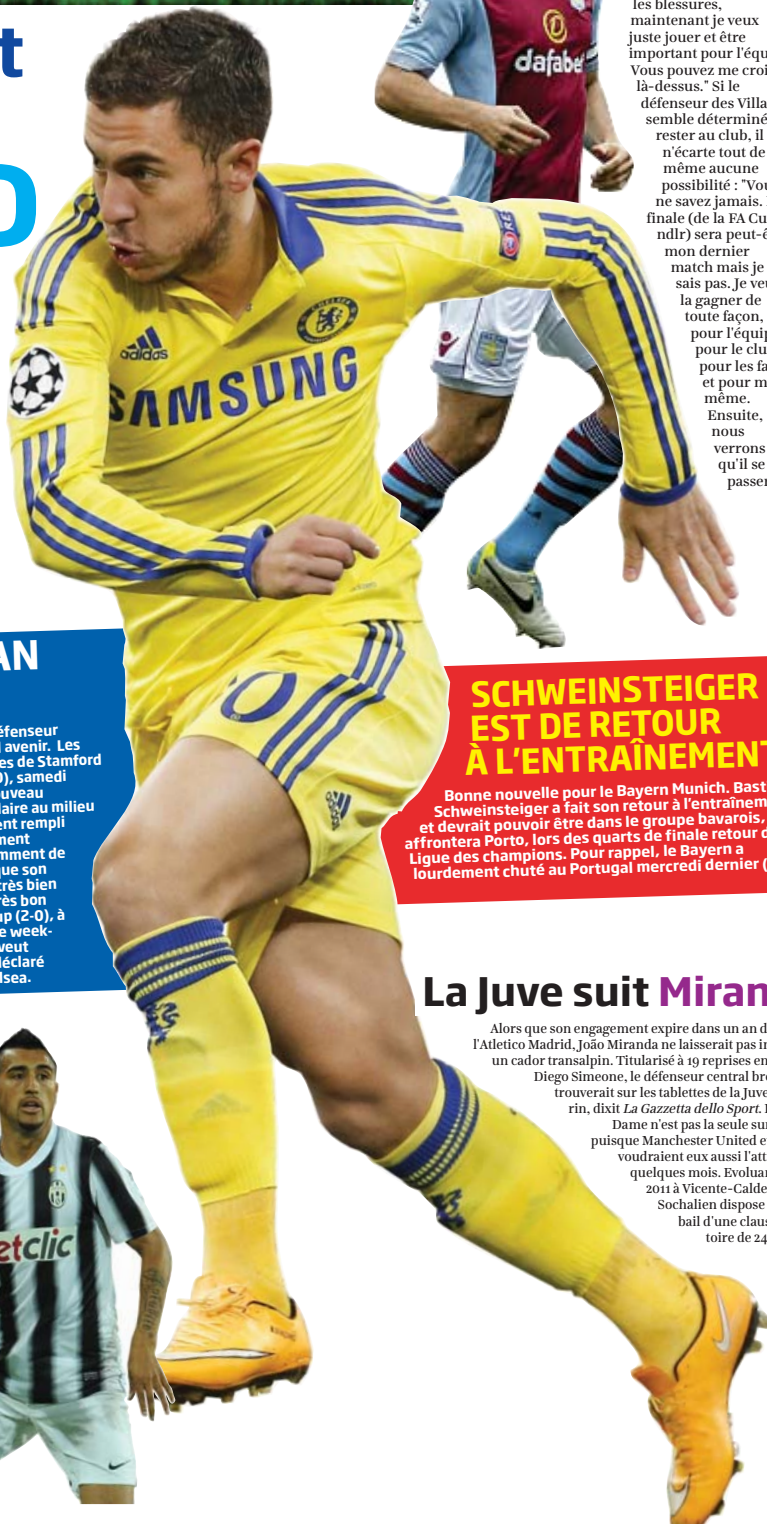 t
D
les blessures,
maintenant je veux
juste jouer et être
important pour l'équ
Vous pouvez me croi
là-dessus." Si le
défenseur des Villa
semble déterminé
rester au club, il
n'écarte tout de
même aucune
possibilité : "Vou
ne savez jamais.
finale (de la FA Cu
ndlr) sera peut-ê
mon dernier
match mais je
sais pas. Je veu
la gagner de
toute façon,
pour l'équip
pour le clu
pour les fa
et pour m
même.
Ensuite,
nous
verrons
qu'il se
passer
dafabe
RE
CHELSEA
adidas
SAMSUNG
AN
éfenseur
avenir. Les
es de Stamford
0), samedi
uveau
laire au milieu
ent rempli
ment
mment de
que son
très bien
rès bon
up (2-0), à
e week-
veut
déclaré
lsea.
SCHWEINSTEIGER
EST DE RETOUR
À L'ENTRAÎNEMENT
Bonne nouvelle pour le Bayern Munich. Bast
Schweinsteiger a fait son retour à l'entraînem
et devrait pouvoir être dans le groupe bavarois,
affrontera Porto, lors des quarts de finale retour d
Ligue des champions. Pour rappel, le Bayern a
lourdement chuté au Portugal mercredi dernier (
La Juve suit Miran
Alors que son engagement expire dans un an d
l'Atletico Madrid, João Miranda ne laisserait pas in
un cador transalpin. Titularisé à 19 reprises en
Diego Simeone, le défenseur central bré
trouverait sur les tablettes de la Juve
rin, dixit La Gazzetta dello Sport.
Dame n'est pas la seule sur
puisque Manchester United e
voudraient eux aussi l'att
quelques mois. Evoluan
2011 à Vicente-Calde
Sochalien dispose
bail d'une claus
toire de 24
etclic